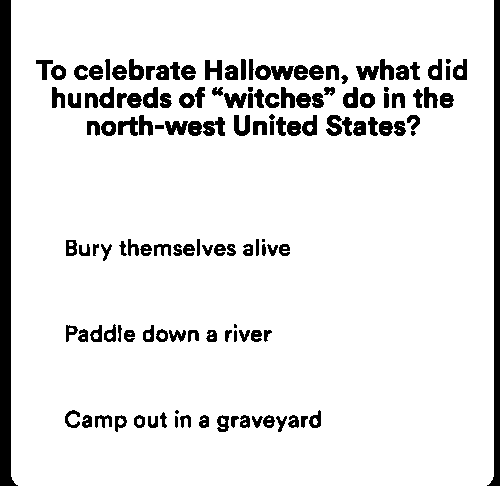 To celebrate Halloween, what did
hundreds of “witches” do in the
north-west United States?
Bury themselves alive
Paddle down a river
Camp out in a graveyard